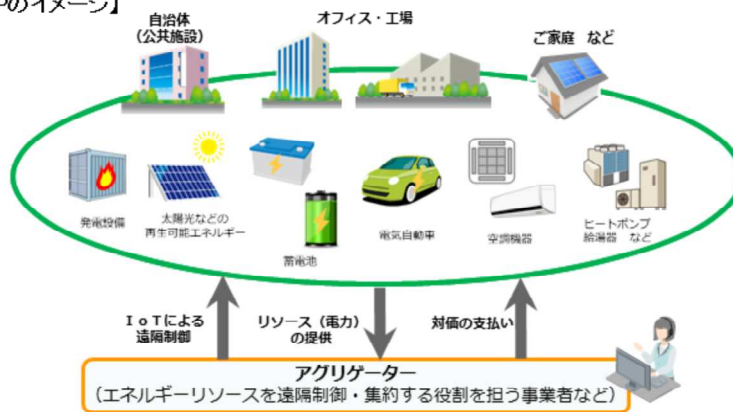 のイメージ】
自治体
（公共施設）
オフィス・工場
ご家庭　など
発電設備
太陽光などの
再生可能エネルギー
蓄電池
電気自動車
空調機器
ヒートポンプ
給湯器　など
ＩｏＴによる
遠隔制御
リソース（電力）
の提供
対価の支払い
アグリゲーター
（エネルギーリソースを遠隔制御・集約する役割を担う事業者など）